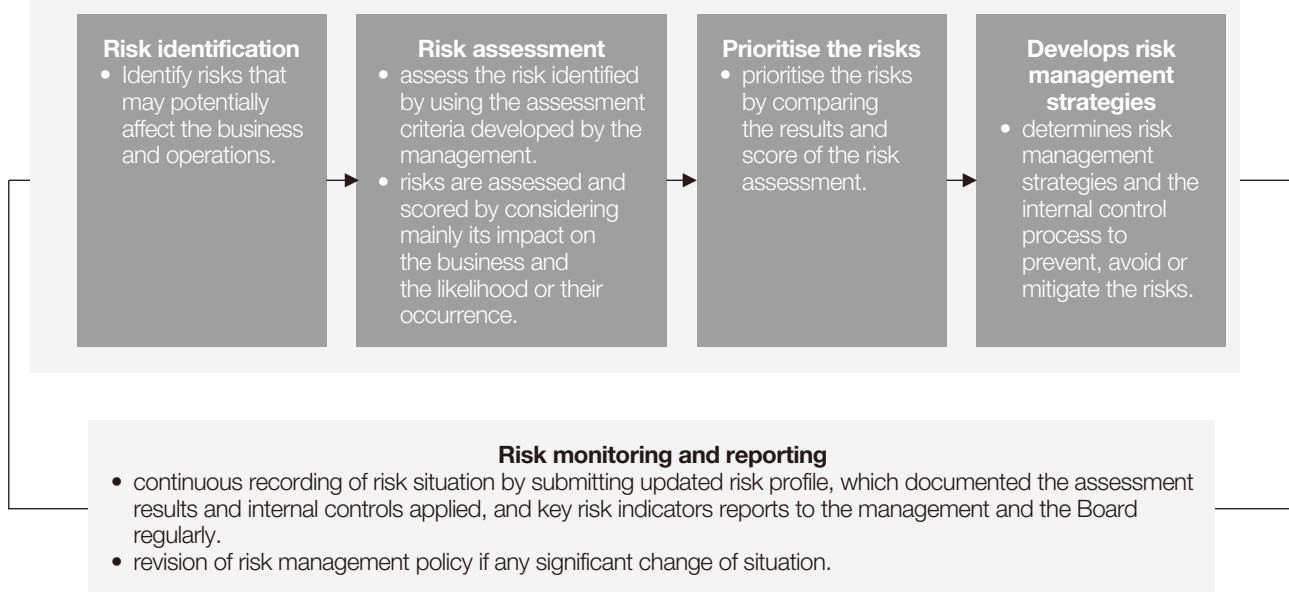 Risk identification
• Identify risks that
may potentially
affect the business
and operations.
Risk assessment
• assess the risk identified
by using the assessment
criteria developed by the
management.
• risks are assessed and
scored by considering
mainly its impact on
the business and
the likelihood or their
occurrence.
Prioritise the risks
• prioritise the risks
by comparing
the results and
score of the risk
assessment.
Develops risk
management
strategies
• determines risk
management
strategies and the
internal control
process to
prevent, avoid or
mitigate the risks.
Risk monitoring and reporting
• continuous recording of risk situation by submitting updated risk profile, which documented the assessment
results and internal controls applied, and key risk indicators reports to the management and the Board
regularly.
• revision of risk management policy if any significant change of situation.